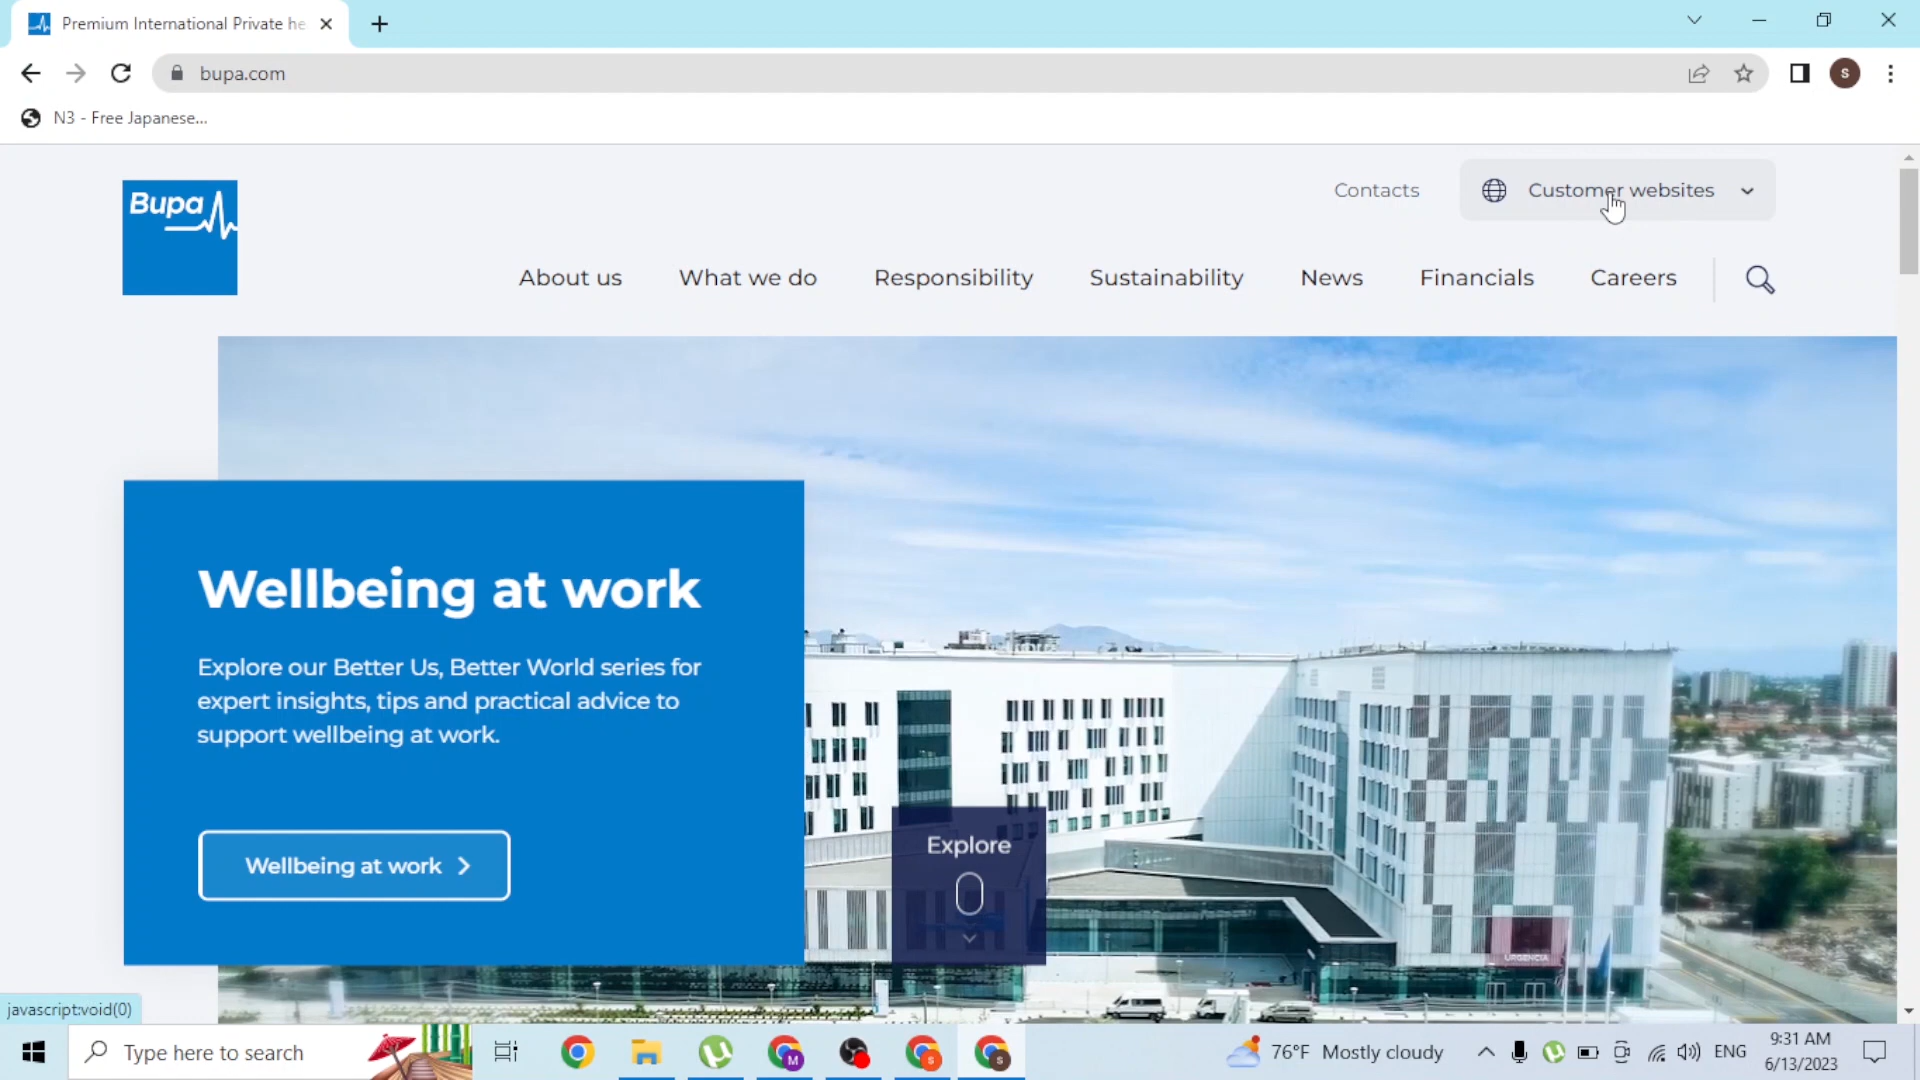 Premium International Private he
bupa.com
S
N3 - Free Japanese...
Bupa
Contacts
Customer websites
About us
What we do
Responsibility
Sustainability
News
Financials
Careers
Wellbeing at work
Explore our Better Us, Better World series for
expert insights, tips and practical advice to
support wellbeing at work.
Wellbeing at work
Explore
URGENCIA
javascript:void(0)
Type here to search
M
S
S
76°F Mostly cloudy
ENG
9:31 AM
6/13/2023